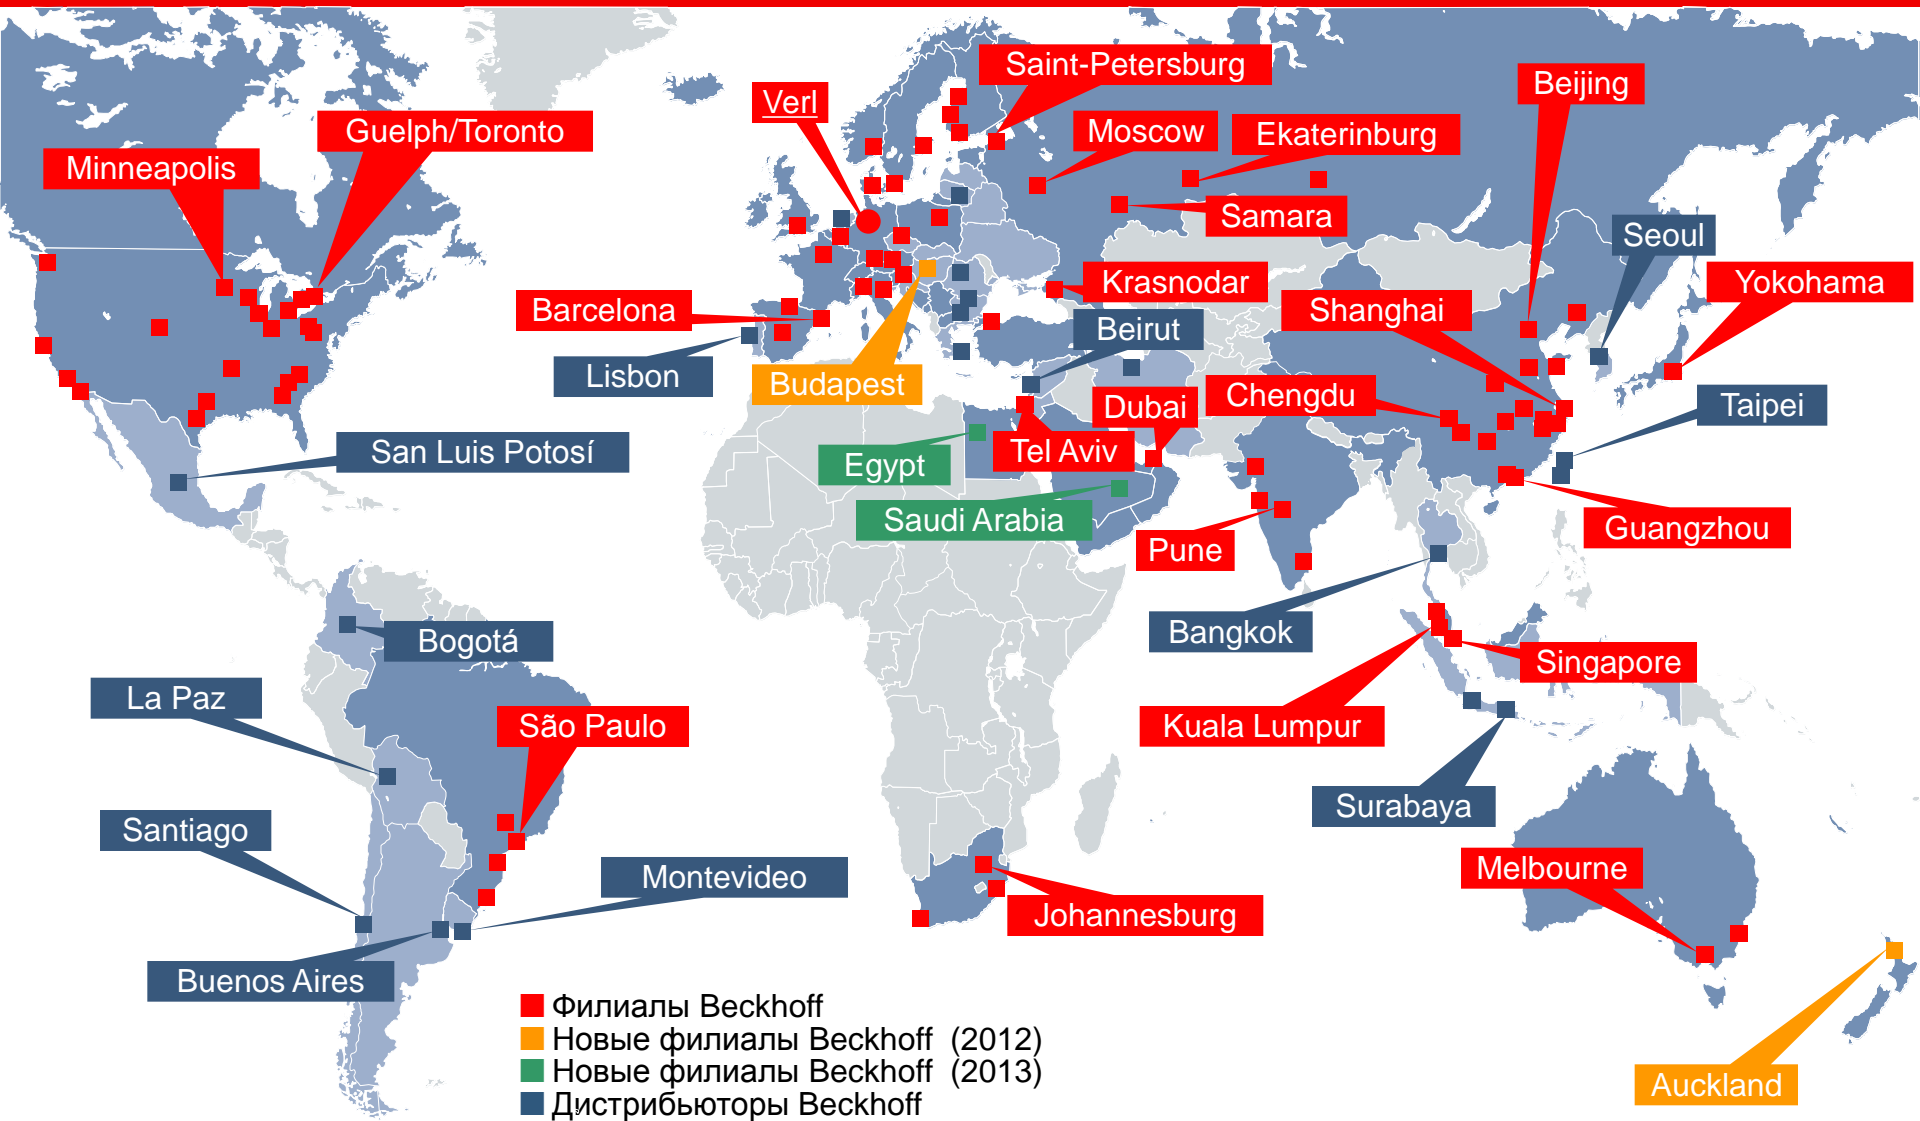 Saint-Petersburg
Beijing
Verl
Guelph/Toronto
Moscow
Ekaterinburg
Minneapolis
Samara
Seoul
Krasnodar
Yokohama
Barcelona
Shanghai
Beirut
Lisbon
Budapest
Dubai
Chengdu
Taipei
San Luis Potosí
Egypt
Tel Aviv
Saudi Arabia
Guangzhou
Pune
Bangkok
Bogotá
Singapore
La Paz
São Paulo
Kuala Lumpur
Surabaya
Santiago
Melbourne
Montevideo
Johannesburg
Buenos Aires
Auckland
Филиалы Beckhoff
Новые филиалы Beckhoff (2012)
Новые филиалы Beckhoff (2013)
Дистрибьюторы Beckhoff